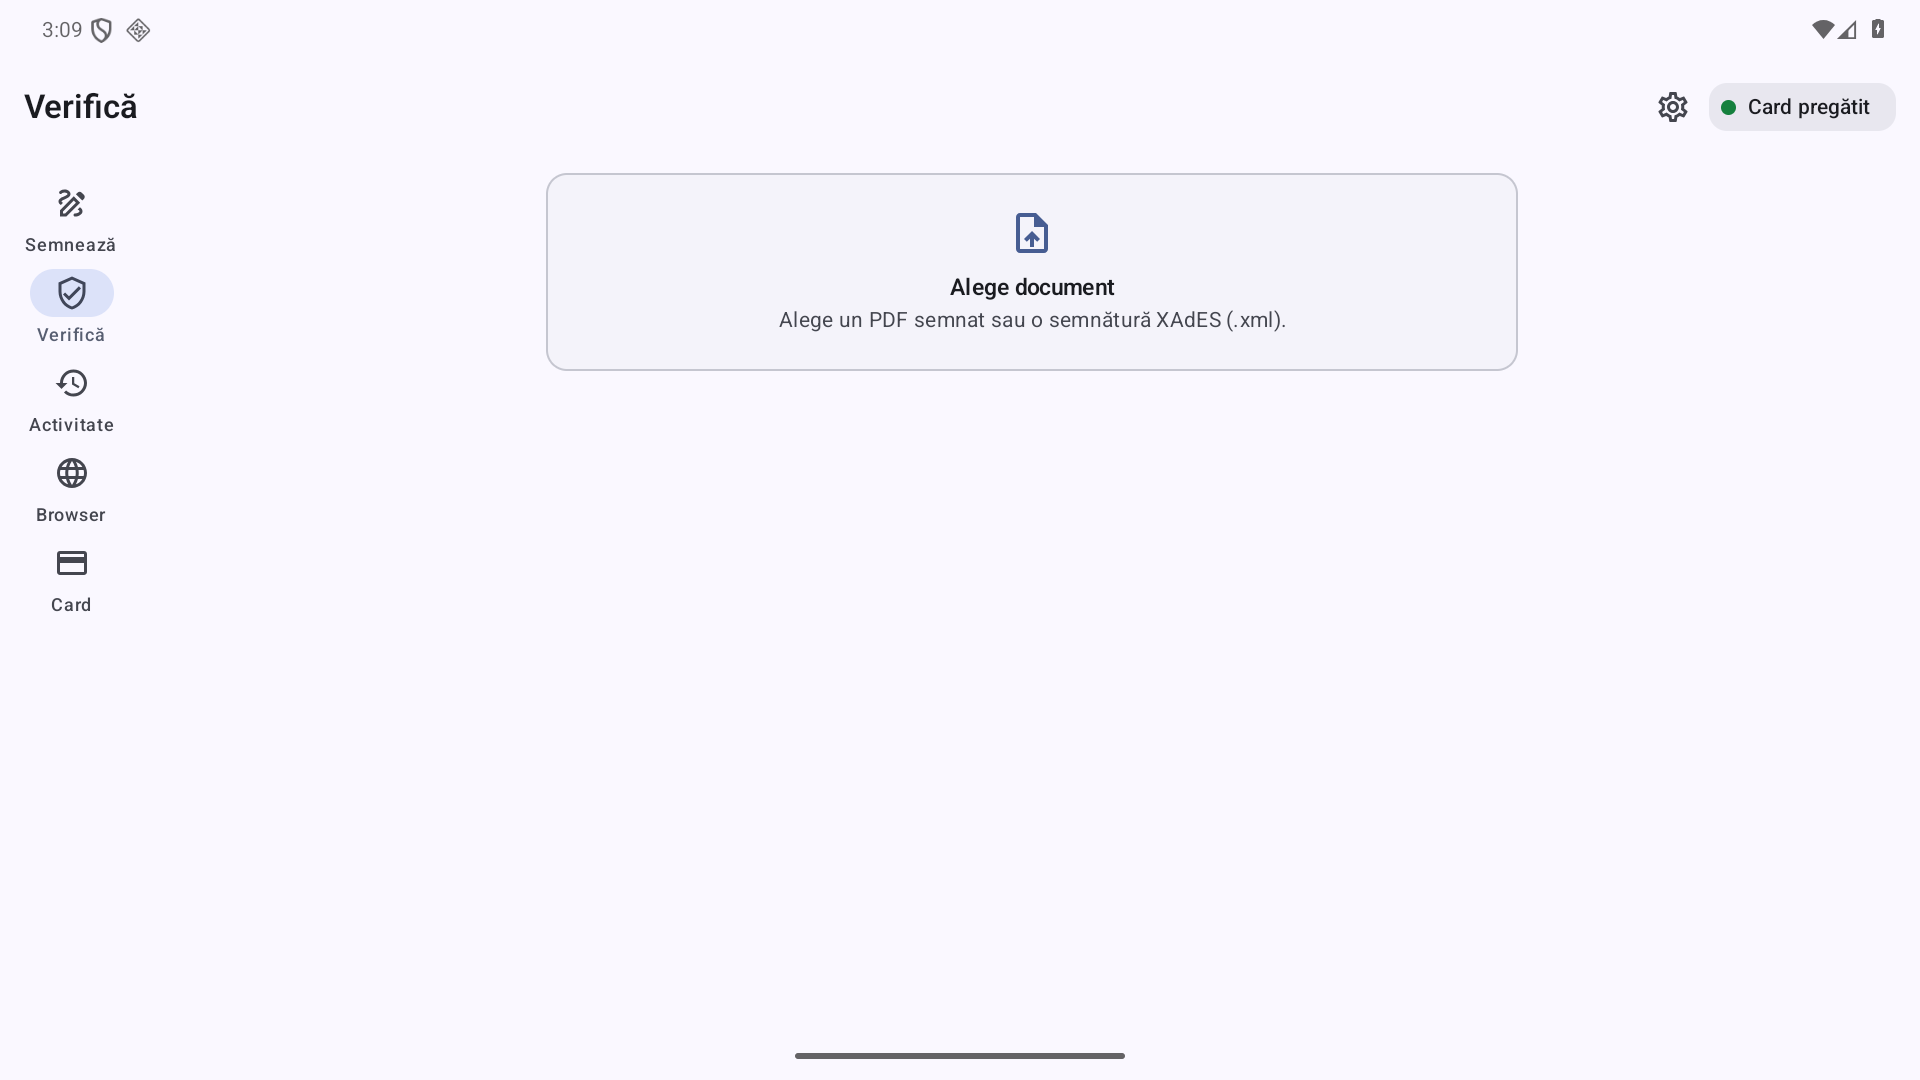 3:09
Verifică
Card pregătit
Semnează
Verifică
Activitate
Browser
Card
Alege document
Alege un PDF semnat sau o semnătură XAdES (.xml).